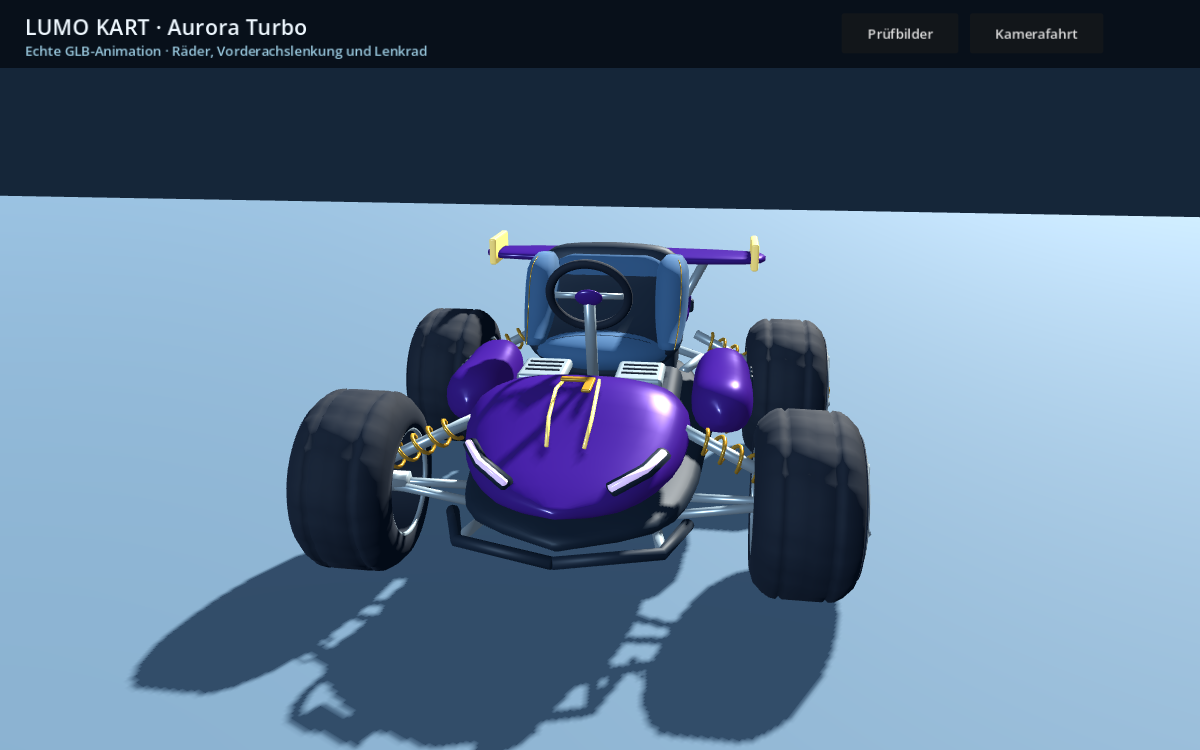 LUMO KART · Aurora Turbo
Echte GLB-Animation · Räder, Vorderachslenkung und Lenkrad
Prüfbilder
Kamerafahrt